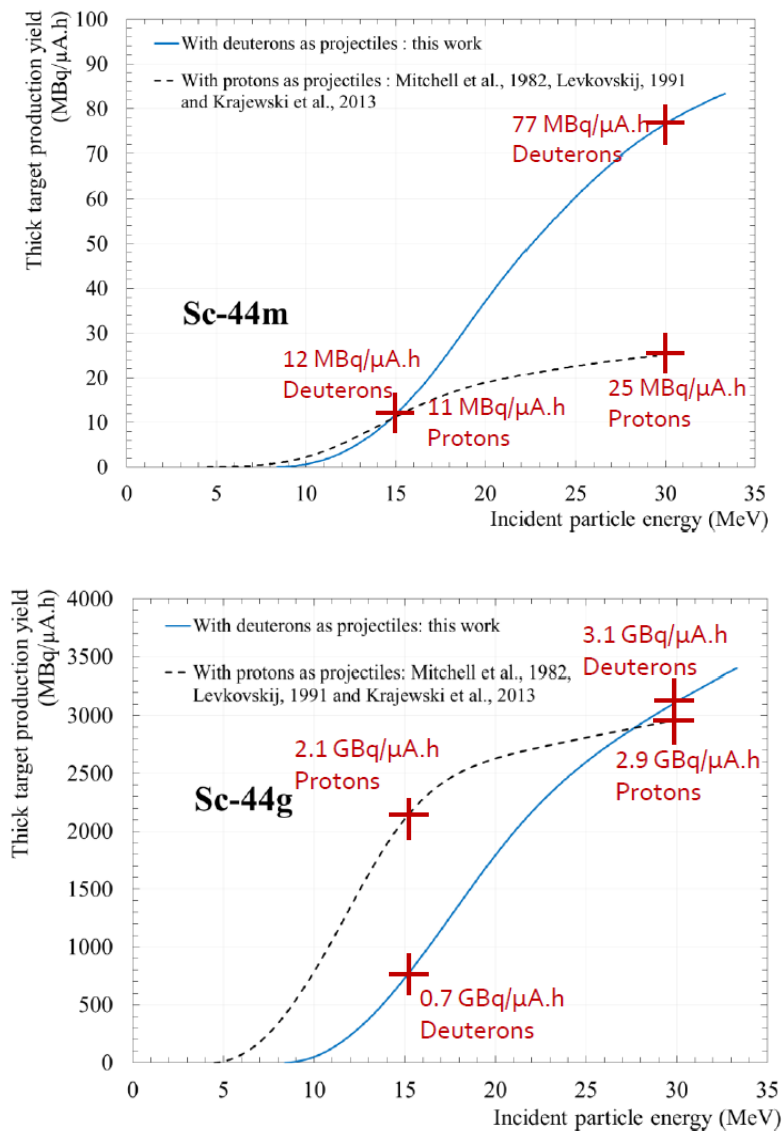 Thick target production yield
(MBq/µA.h)
100
90
80
70
60
50
40
30
20
10
0
With deuterons as projectiles : this work
With protons as projectiles : Mitchell et al., 1982, Levkovskij, 1991
and Krajewski et al., 2013
77 MBq/µA.h
Deuterons
Sc-44m
12 MBq/µA.h
Deuterons
11 MBq/µA.h
Protons
25 MBq/µA.h
Protons
0 5 10 15 20 25 30 35
Incident particle energy (MeV)
Thick target production yield
(MBq/µA.h)
4000
3500
3000
2500
2000
1500
1000
500
0
With deuterons as projectiles: this work
With protons as projectiles: Mitchell et al., 1982,
Levkovskij, 1991 and Krajewski et al., 2013
3.1 GBq/µA.h
Deuterons
2.1 GBq/µA.h
Protons
2.9 GBq/µA.h
Protons
Sc-44g
0.7 GBq/µA.h
Deuterons
0 5 10 15 20 25 30 35
Incident particle energy (MeV)